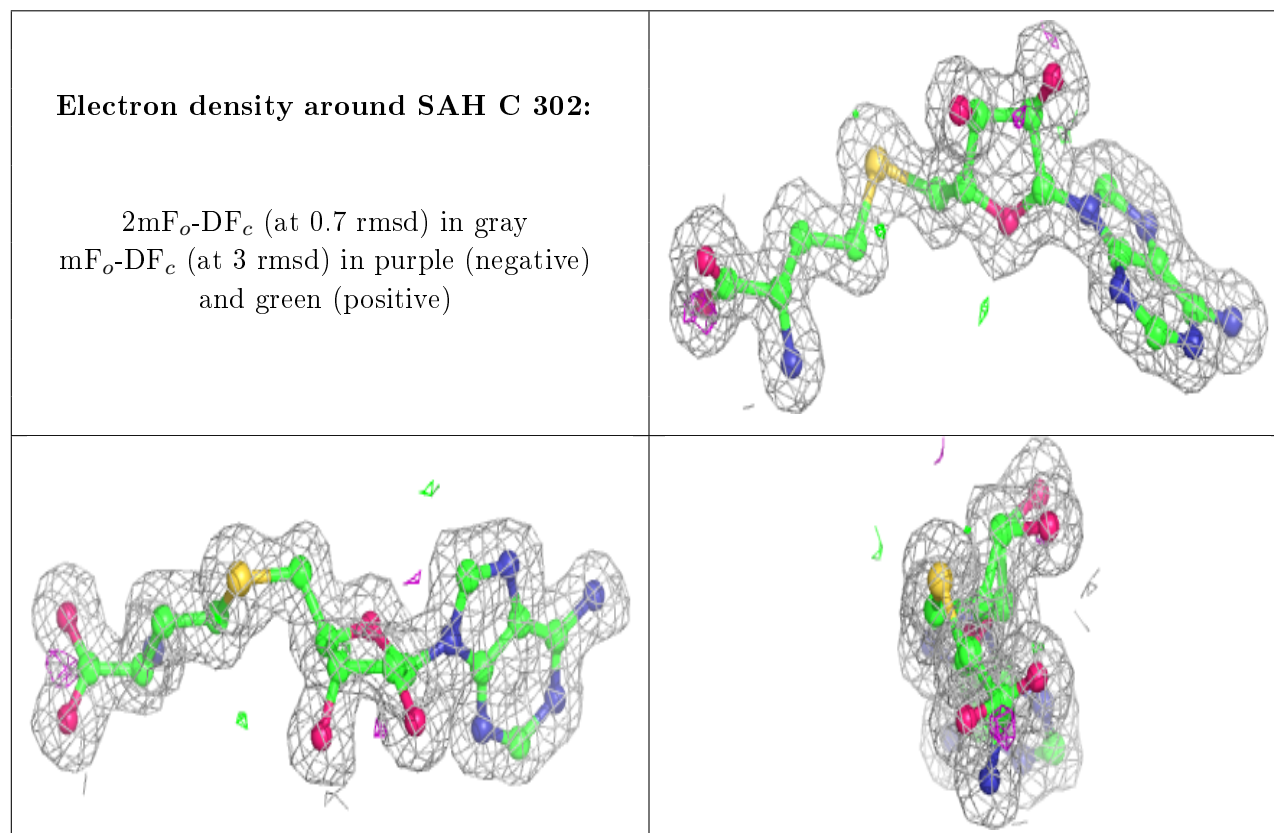 Electron density around SAH C 302:
2mFₒ-DF𝒸 (at 0.7 rmsd) in gray
mFₒ-DF𝒸 (at 3 rmsd) in purple (negative)
and green (positive)